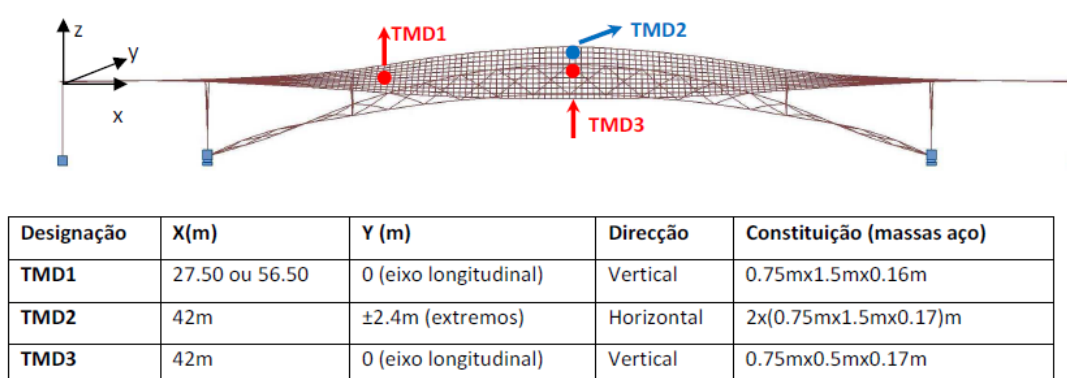 z
y
x
TMD1
TMD2
TMD3
Designação X(m) Y (m) Direcção Constituição (massas aço)
TMD1 27.50 ou 56.50 0 (eixo longitudinal) Vertical 0.75mx1.5mx0.16m
TMD2 42m ±2.4m (extremos) Horizontal 2x(0.75mx1.5mx0.17)m
TMD3 42m 0 (eixo longitudinal) Vertical 0.75mx0.5mx0.17m